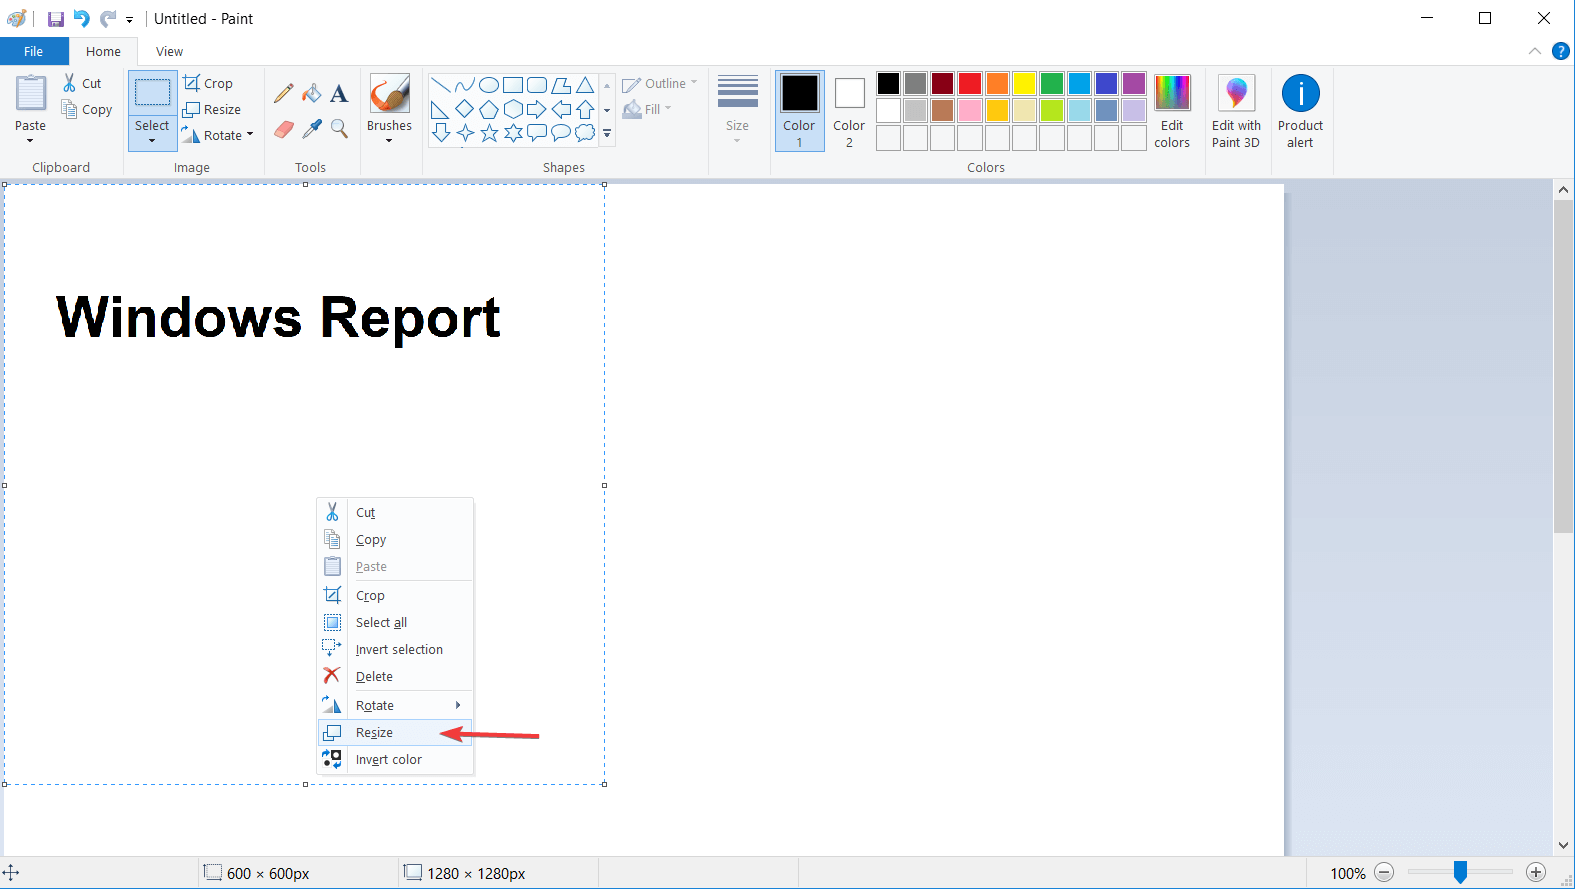 Untitled - Paint
File Home View
Paste
Cut
Copy
Clipboard
Select
Crop
Resize
Rotate
Image
A
Tools
Brushes
Shapes
Outline
Fill
Size
Color 1
Color 2
Edit colors
Colors
Edit with Paint 3D
Product alert
Windows Report
Cut
Copy
Paste
Crop
Select all
Invert selection
Delete
Rotate
Resize
Invert color
600 × 600px
1280 × 1280px
100%